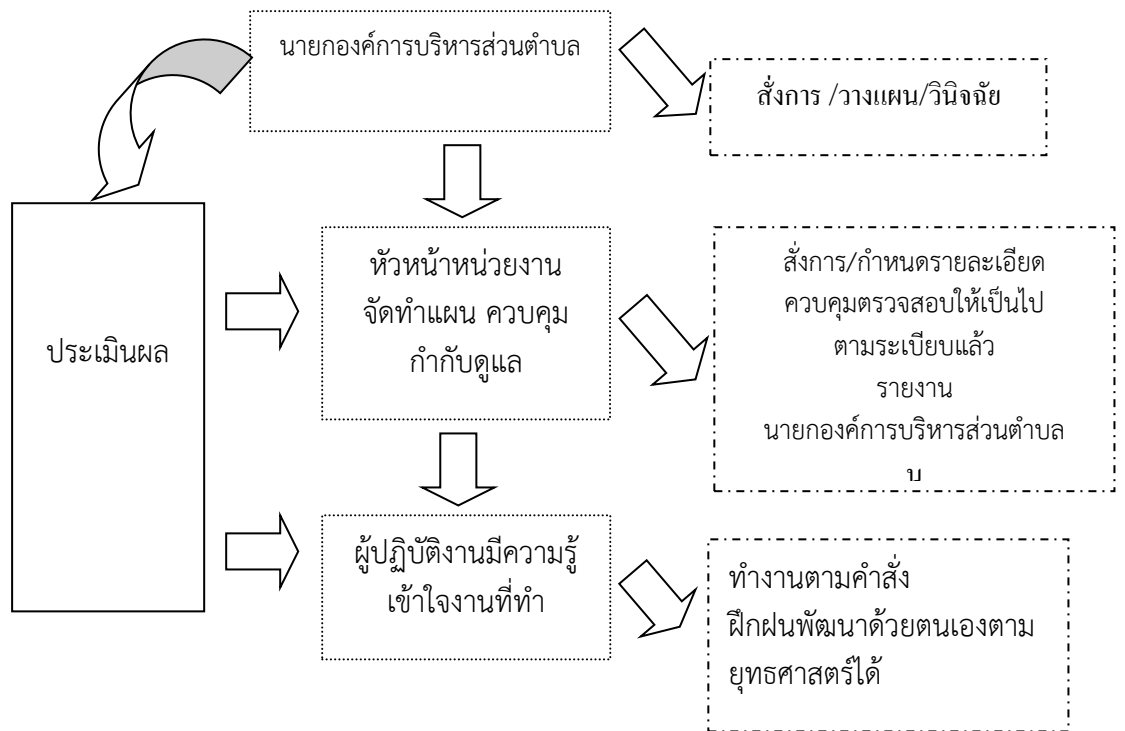 นายกองค์การบริหารส่วนตำบล
สั่งการ /วางแผน/วินิจฉัย
ประเมินผล
หัวหน้าหน่วยงาน
จัดทำแผน ควบคุม
กำกับดูแล
สั่งการ/กำหนดรายละเอียด
ควบคุมตรวจสอบให้เป็นไป
ตามระเบียบแล้ว
รายงาน
นายกองค์การบริหารส่วนตำบล
บ
ผู้ปฏิบัติงานมีความรู้
เข้าใจงานที่ทำ
ทำงานตามคำสั่ง
ฝึกฝนพัฒนาด้วยตนเองตาม
ยุทธศาสตร์ได้